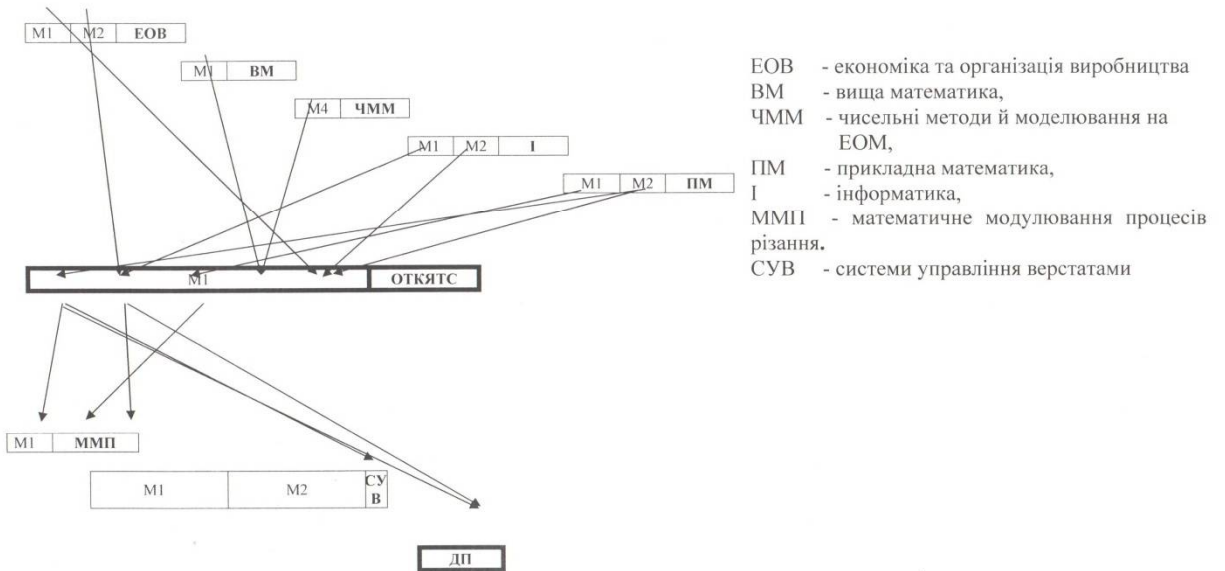 М1 М2 ЕОВ
М1 ВМ
М4 ЧММ
М1 М2 І
М1 М2 ПМ
М1 ОТКЯТС
М1 ММП
М1 М2 СУ
В
ДП
ЕОВ - економіка та організація виробництва
ВМ - вища математика,
ЧММ - чисельні методи й моделювання на
ЕОМ,
ПМ - прикладна математика,
І - інформатика,
ММП - математичне модулювання процесів
різання.
СУВ - системи управління верстатами